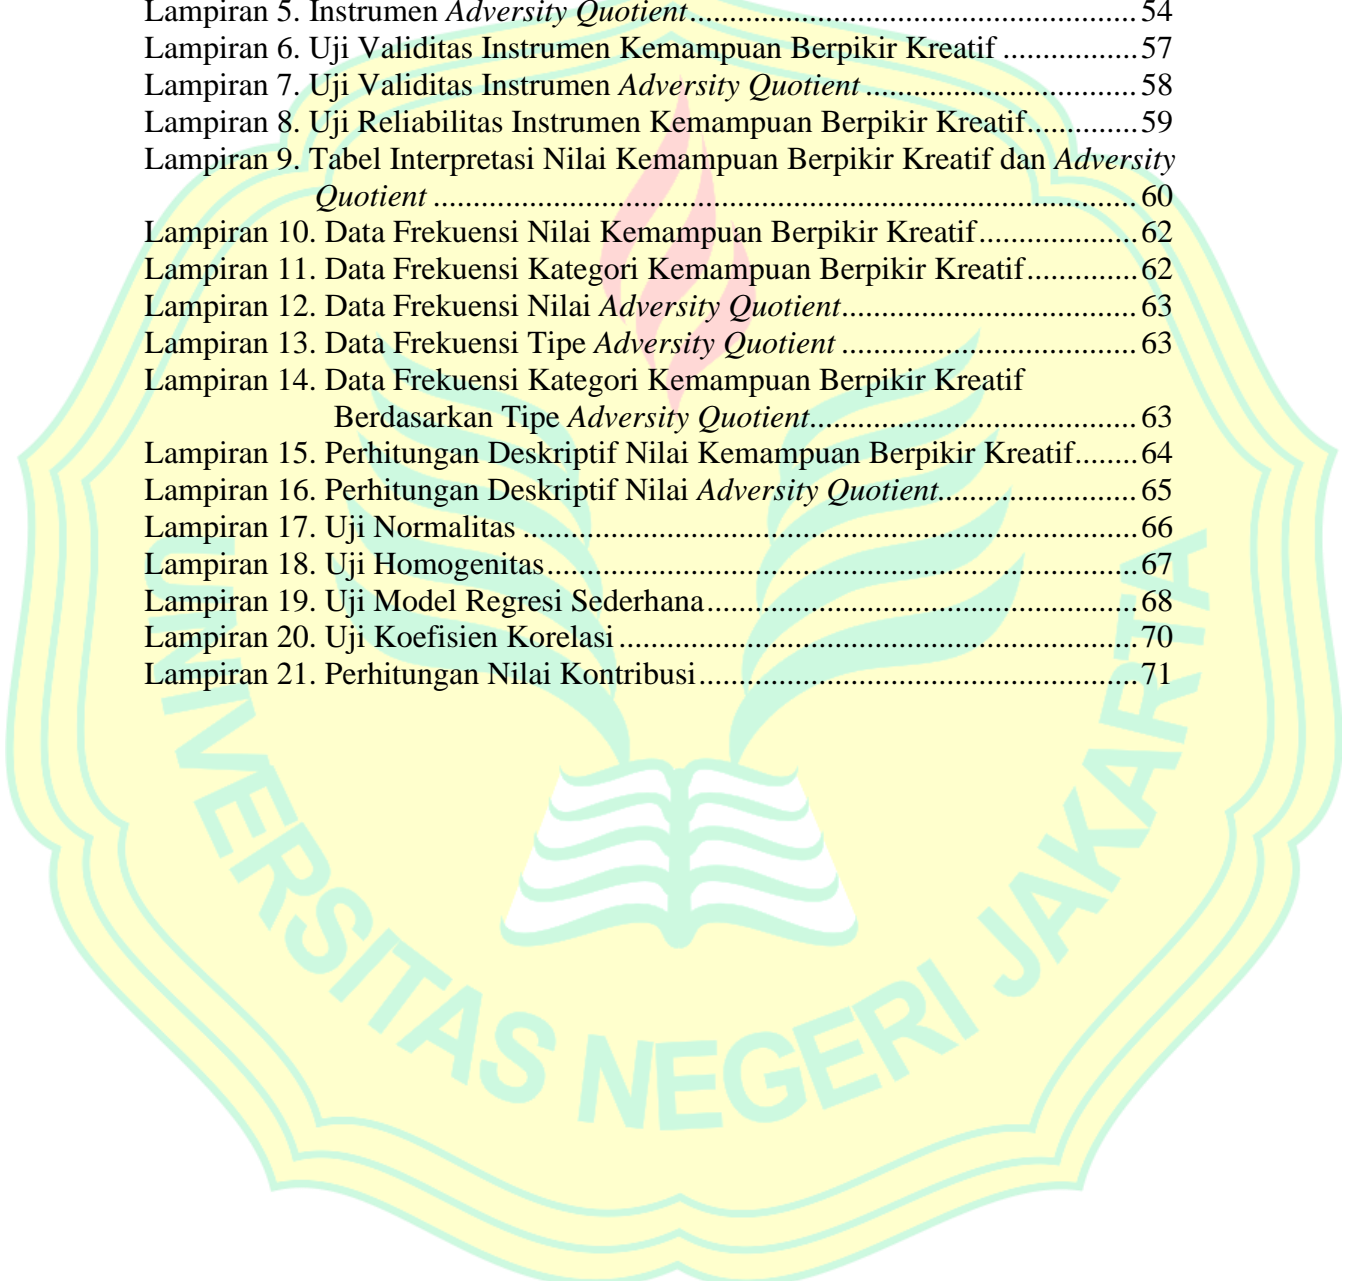 Lampiran 5. Instrumen Adversity Quotient........................................................54
Lampiran 6. Uji Validitas Instrumen Kemampuan Berpikir Kreatif .................57
Lampiran 7. Uji Validitas Instrumen Adversity Quotient ..................................58
Lampiran 8. Uji Reliabilitas Instrumen Kemampuan Berpikir Kreatif..............59
Lampiran 9. Tabel Interpretasi Nilai Kemampuan Berpikir Kreatif dan Adversity
Quotient ........................................................................................60
Lampiran 10. Data Frekuensi Nilai Kemampuan Berpikir Kreatif....................62
Lampiran 11. Data Frekuensi Kategori Kemampuan Berpikir Kreatif..............62
Lampiran 12. Data Frekuensi Nilai Adversity Quotient.....................................63
Lampiran 13. Data Frekuensi Tipe Adversity Quotient .....................................63
Lampiran 14. Data Frekuensi Kategori Kemampuan Berpikir Kreatif
Berdasarkan Tipe Adversity Quotient.........................................63
Lampiran 15. Perhitungan Deskriptif Nilai Kemampuan Berpikir Kreatif........64
Lampiran 16. Perhitungan Deskriptif Nilai Adversity Quotient.........................65
Lampiran 17. Uji Normalitas .............................................................................66
Lampiran 18. Uji Homogenitas..........................................................................67
Lampiran 19. Uji Model Regresi Sederhana......................................................68
Lampiran 20. Uji Koefisien Korelasi .................................................................70
Lampiran 21. Perhitungan Nilai Kontribusi.......................................................71
UNIVERSITAS NEGERI JAKARTA